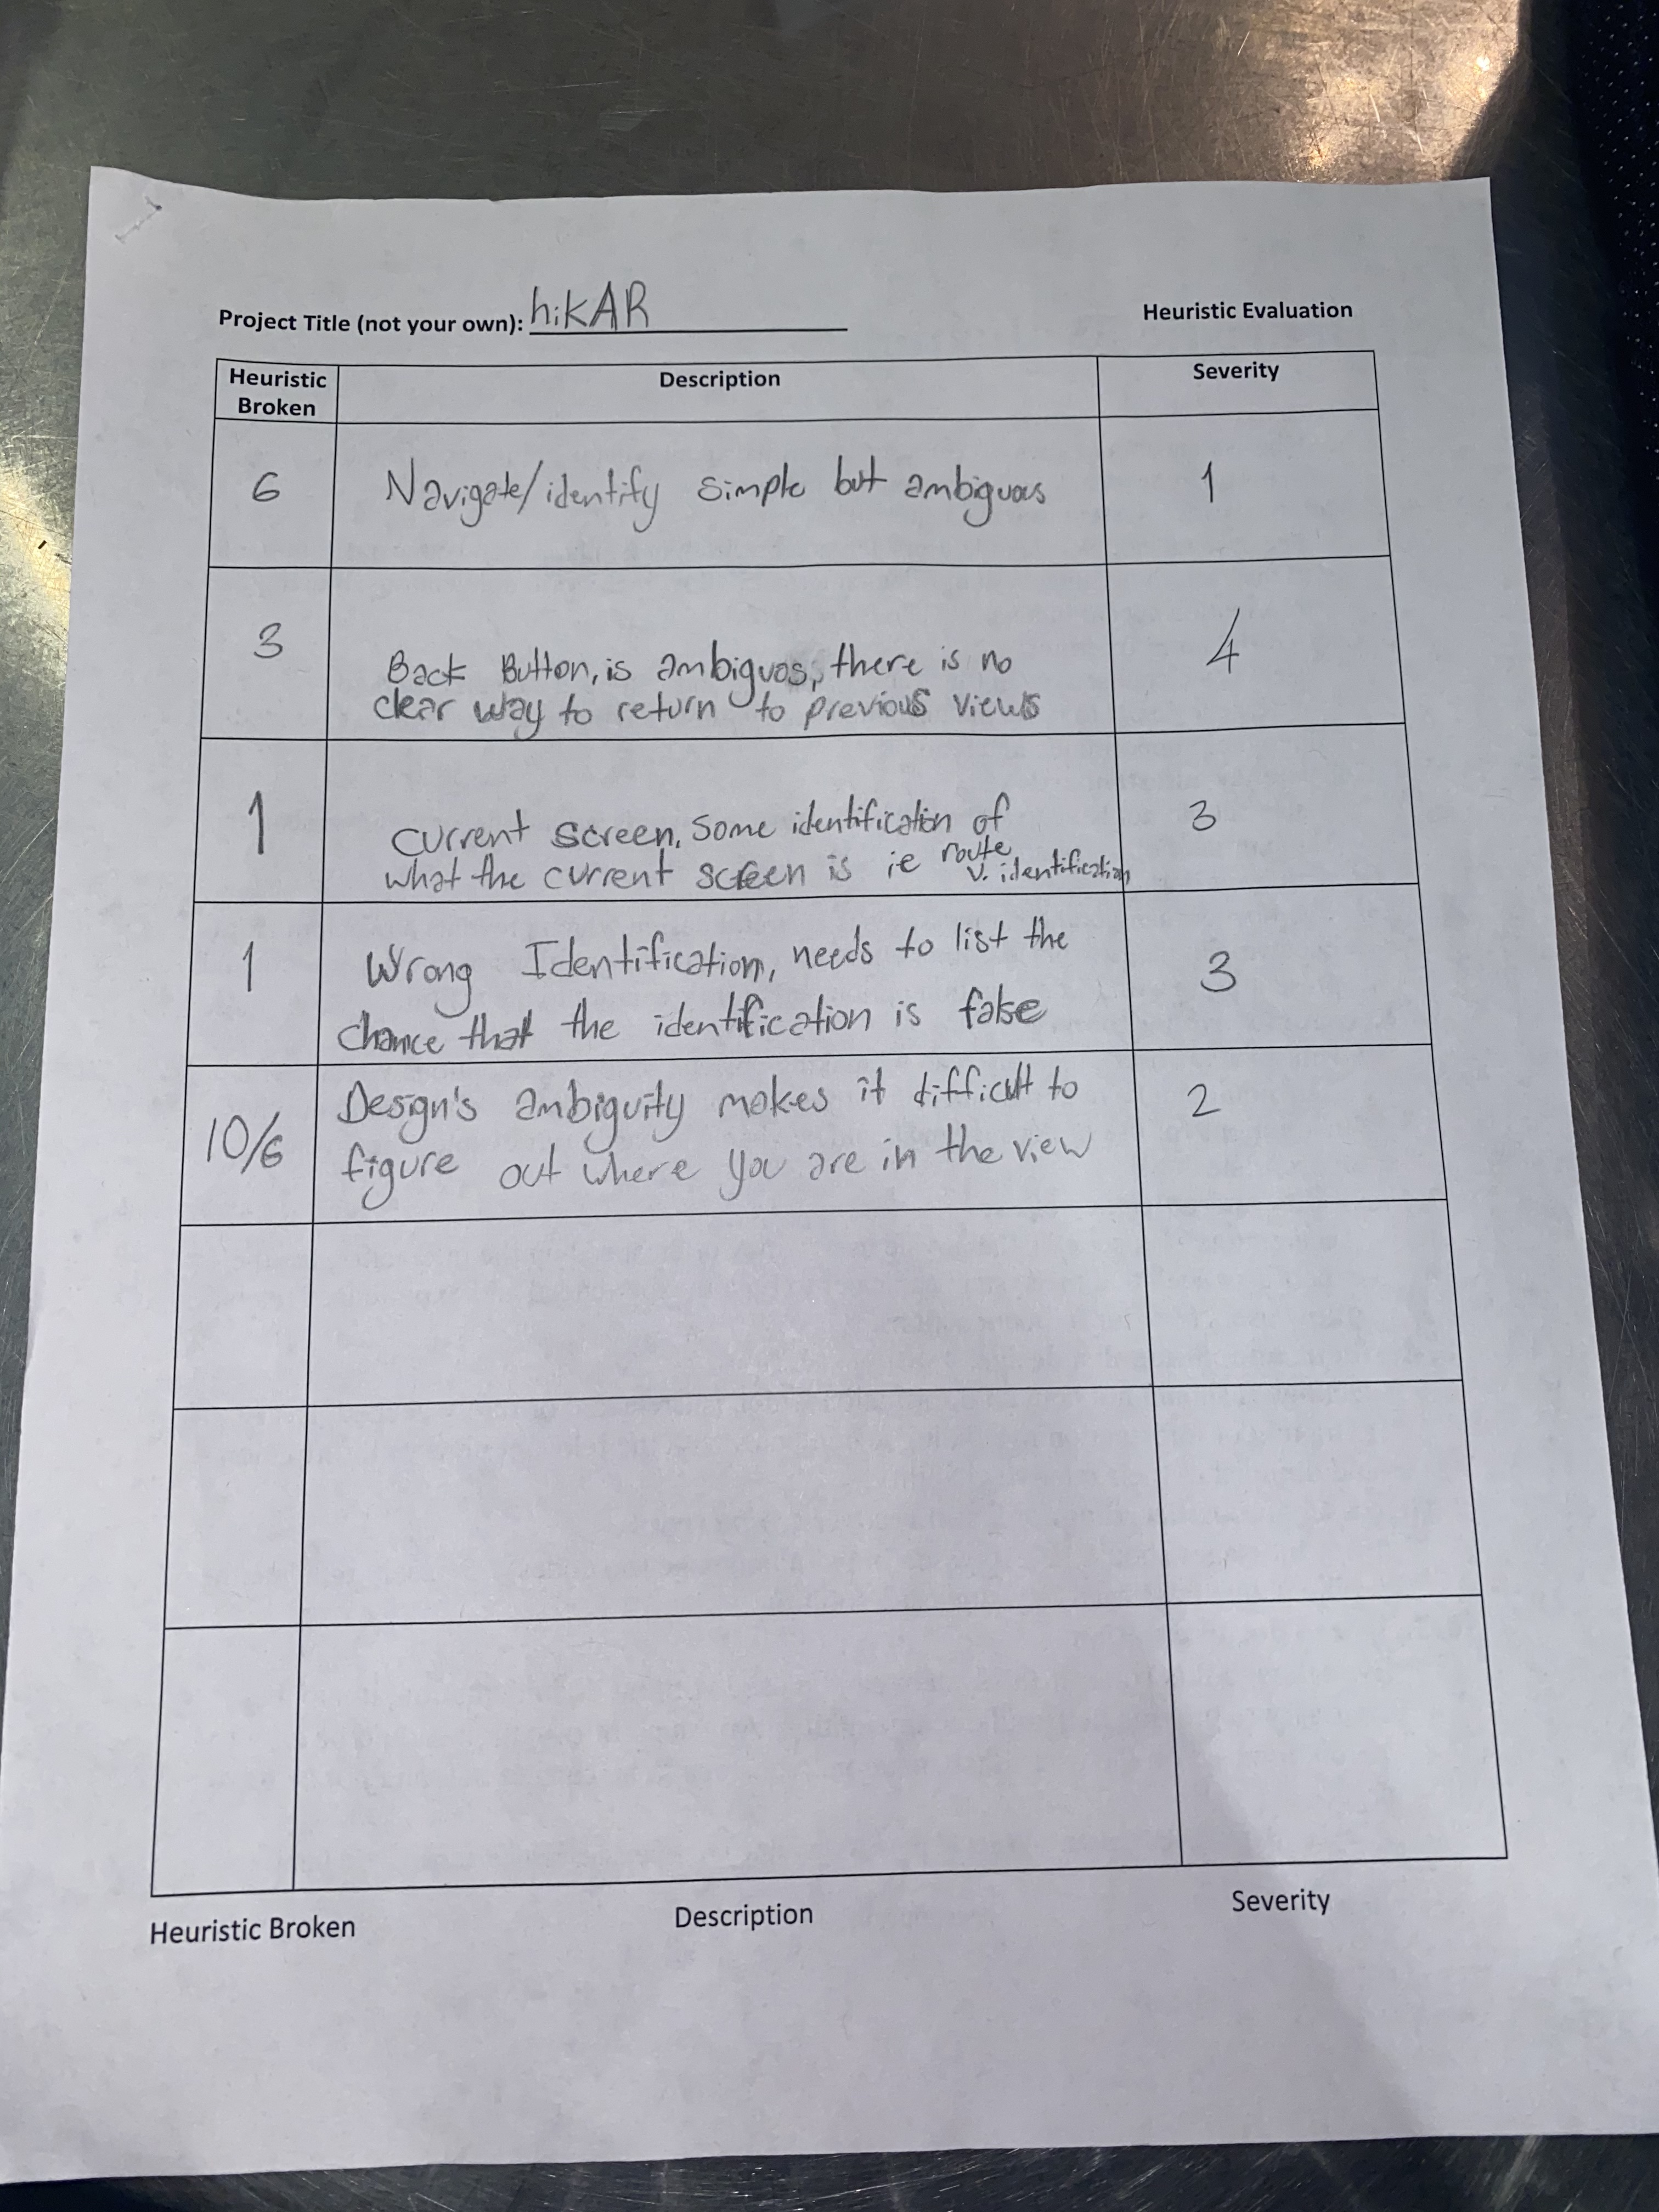 Project Title (not your own): hikAR
Heuristic Evaluation
Heuristic Broken
Description
Severity
6
Navigate/identify simple but ambiguous
1
3
Back Button, is ambiguos, there is no
clear way to return to previous views
4
1
Current screen, some identification of
what the current screen is ie route
v. identification
3
1
Wrong Identification, needs to list the
chance that the identification is false
3
10/6
Design's ambiguity makes it difficult to
figure out where you are in the view
2
Heuristic Broken
Description
Severity